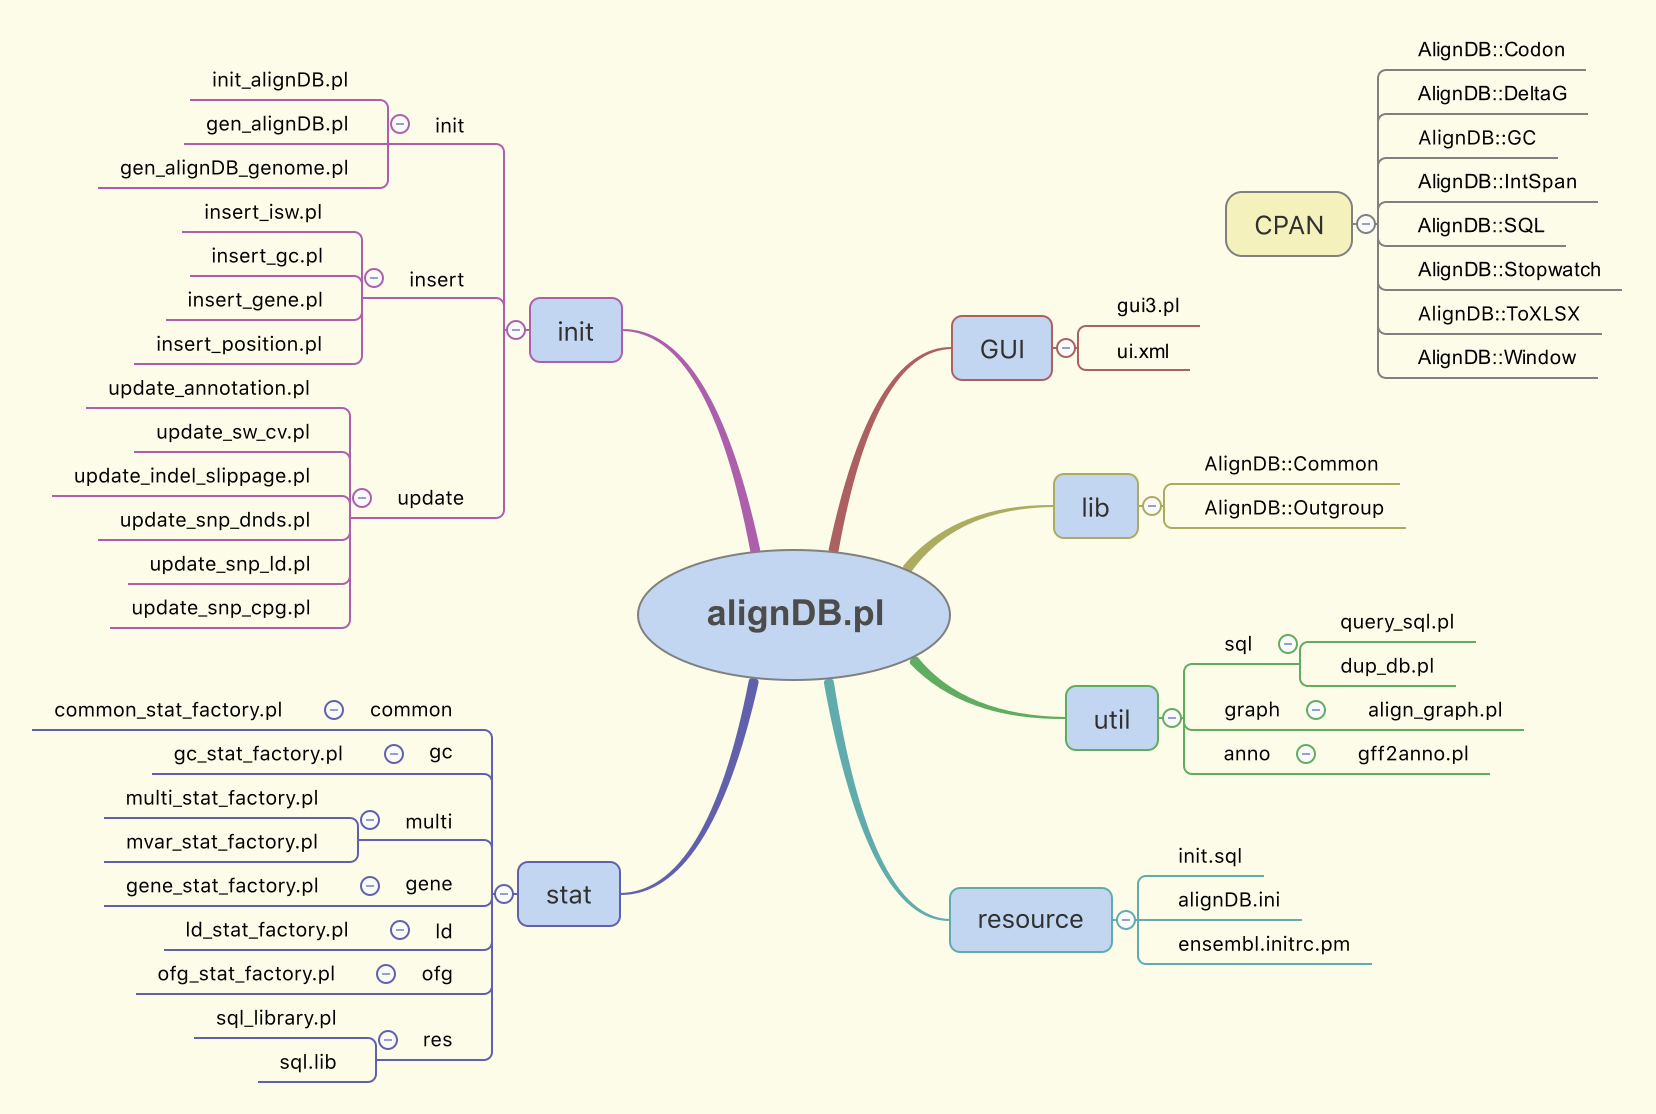 alignDB.pl
init
init
init_alignDB.pl
gen_alignDB.pl
gen_alignDB_genome.pl
insert
insert_isw.pl
insert_gc.pl
insert_gene.pl
insert_position.pl
update
update_annotation.pl
update_sw_cv.pl
update_indel_slippage.pl
update_snp_dnds.pl
update_snp_ld.pl
update_snp_cpg.pl
stat
common
common_stat_factory.pl
gc
gc_stat_factory.pl
multi
multi_stat_factory.pl
mvar_stat_factory.pl
gene
gene_stat_factory.pl
ld
ld_stat_factory.pl
ofg
ofg_stat_factory.pl
res
sql_library.pl
sql.lib
GUI
gui3.pl
ui.xml
lib
AlignDB::Common
AlignDB::Outgroup
util
sql
query_sql.pl
dup_db.pl
graph
align_graph.pl
anno
gff2anno.pl
resource
init.sql
alignDB.ini
ensembl.initrc.pm
CPAN
AlignDB::Codon
AlignDB::DeltaG
AlignDB::GC
AlignDB::IntSpan
AlignDB::SQL
AlignDB::Stopwatch
AlignDB::ToXLSX
AlignDB::Window